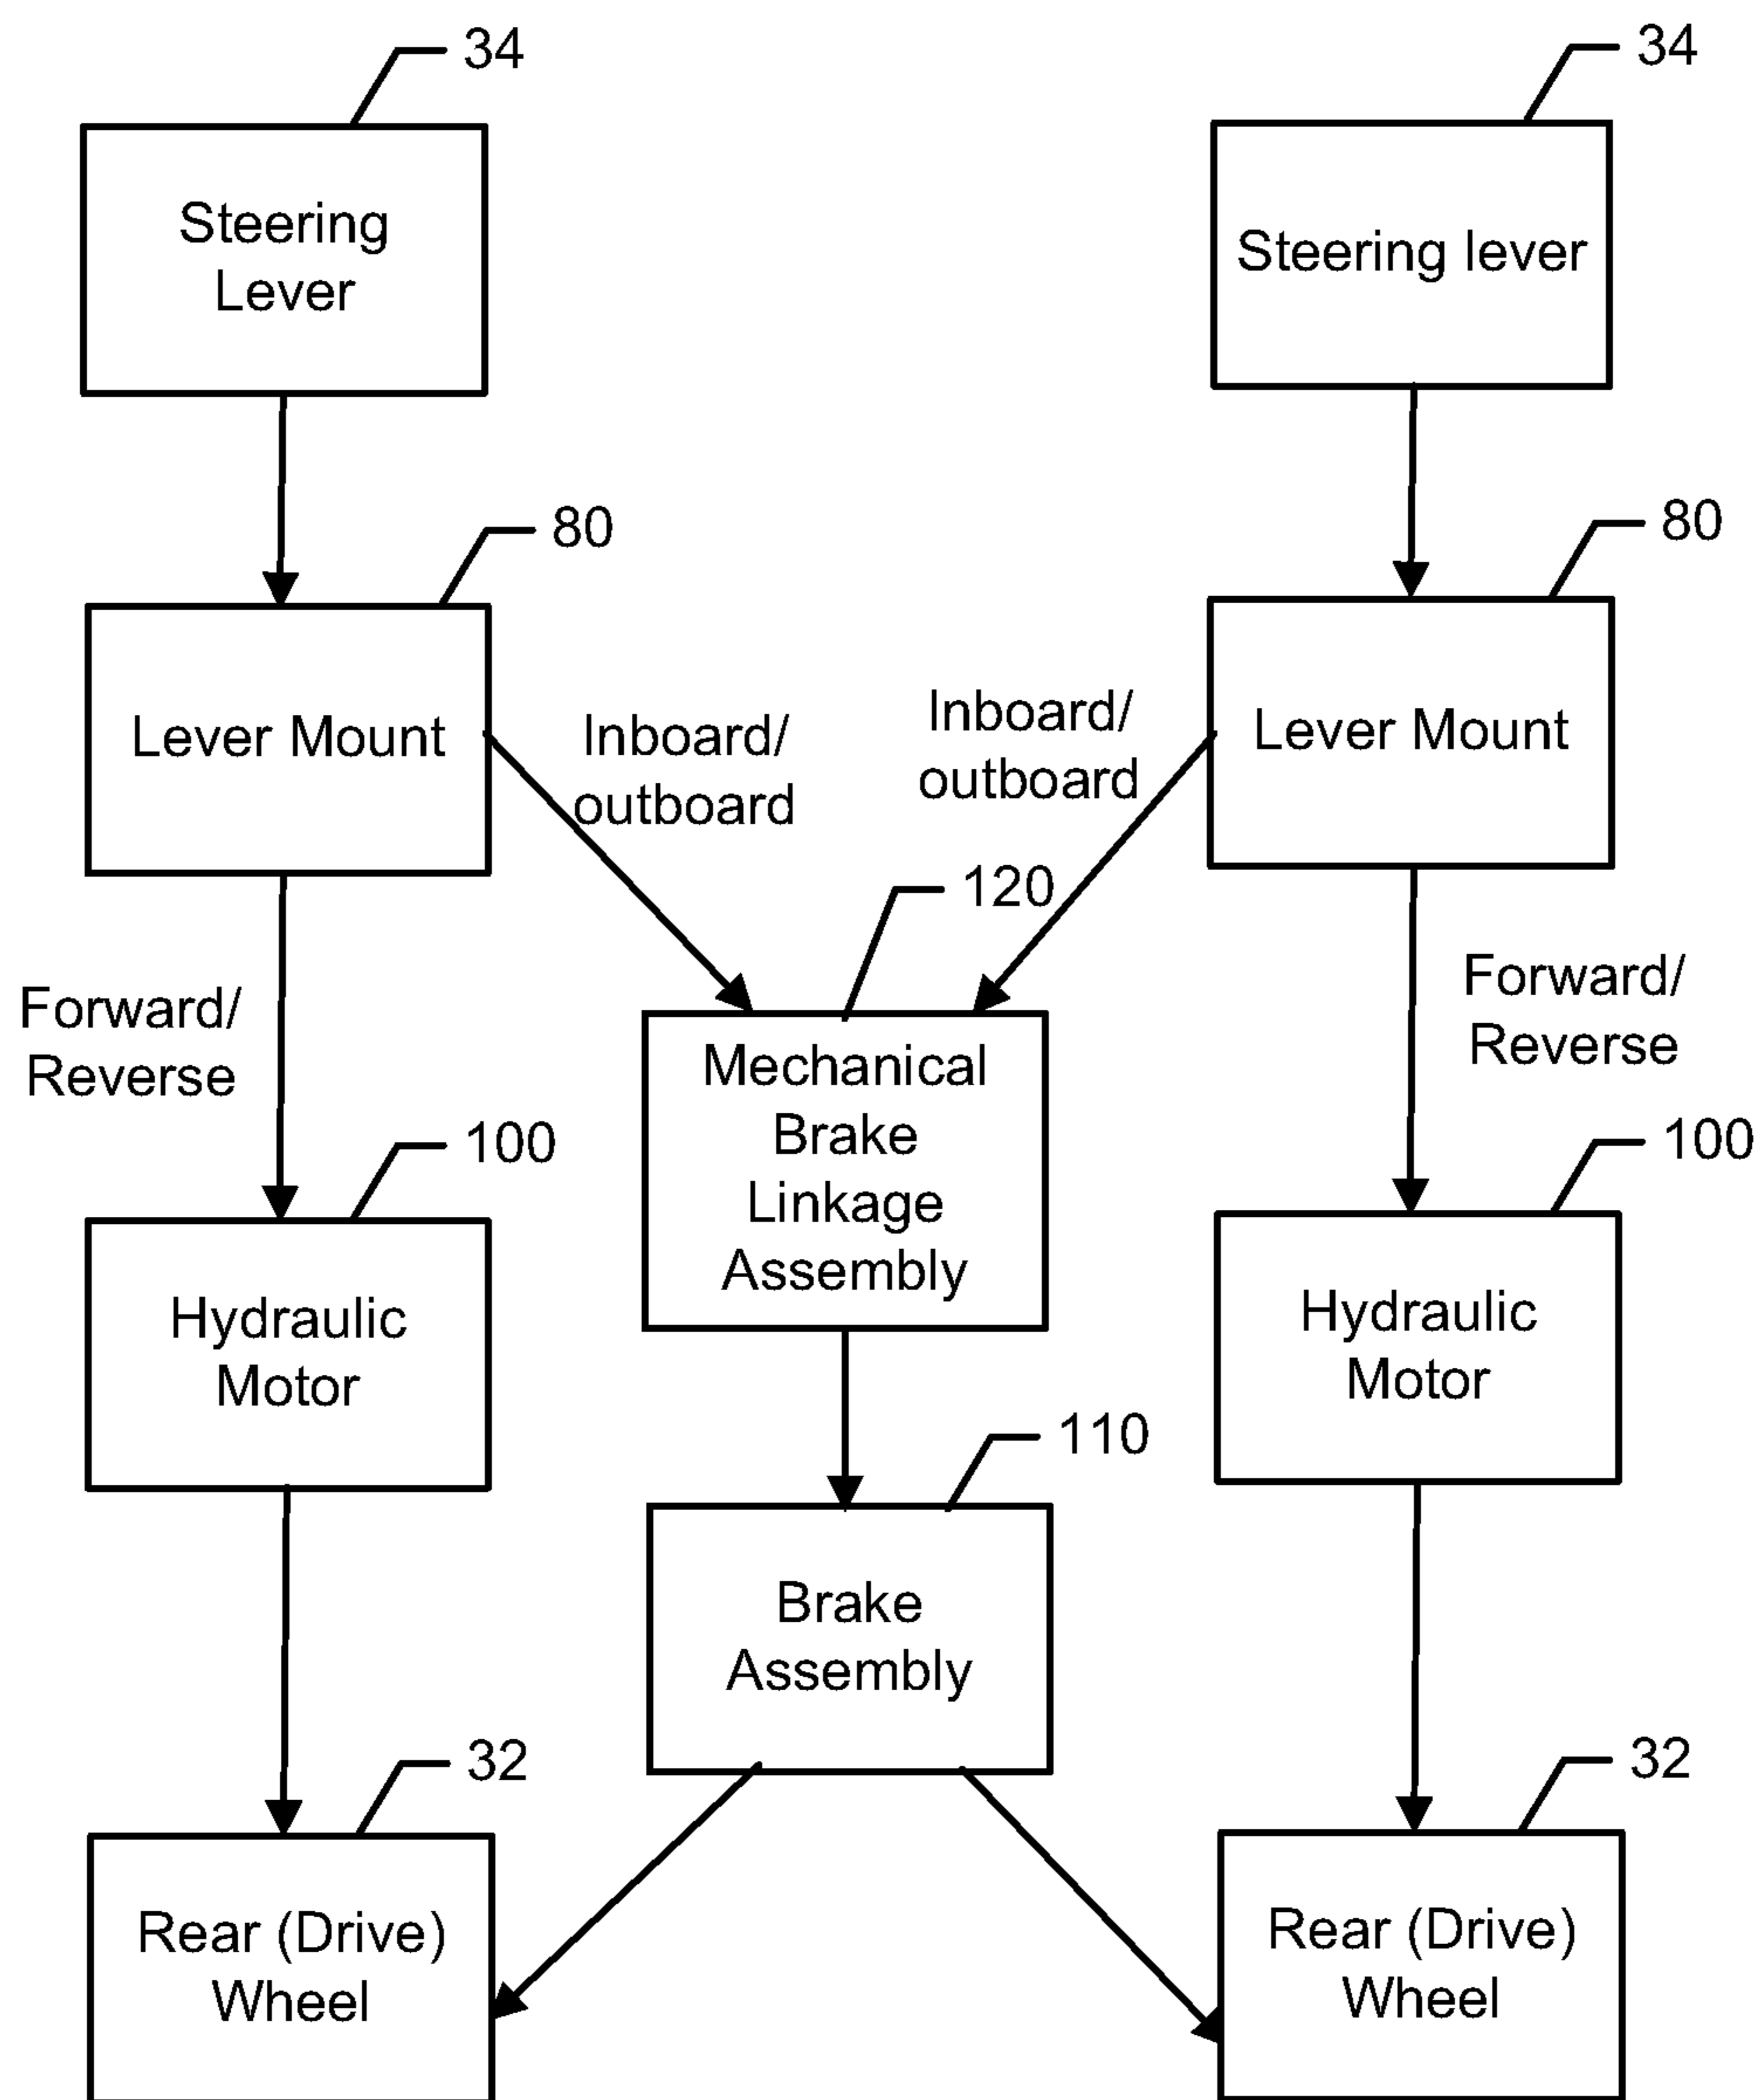 34
34
Steering
Lever
Steering lever
80
80
Lever Mount
Inboard/
outboard
Inboard/
outboard
Lever Mount
120
Forward/
Reverse
Forward/
Reverse
Mechanical
Brake
Linkage
Assembly
100
100
Hydraulic
Motor
Hydraulic
Motor
110
Brake
Assembly
32
32
Rear (Drive)
Wheel
Rear (Drive)
Wheel